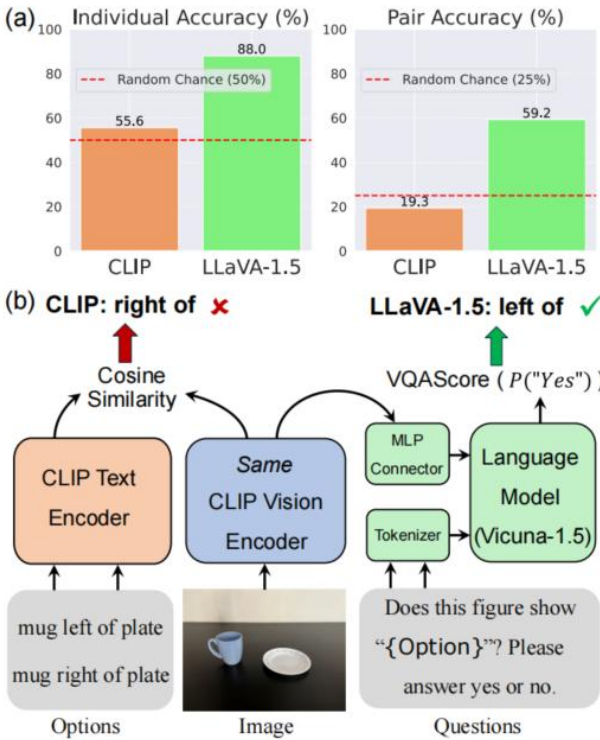 (a) Individual Accuracy (%)
Pair Accuracy (%)
100
80
60
40
20
0
Random Chance (50%)
55.6
88.0
CLIP
LLaVA-1.5
100
80
60
40
20
0
Random Chance (25%)
19.3
59.2
CLIP
LLaVA-1.5
(b) CLIP: right of ✘
LLaVA-1.5: left of ✓
Cosine
Similarity
VQAScore ( P("Yes") )
CLIP Text
Encoder
Same
CLIP Vision
Encoder
MLP
Connector
Tokenizer
Language
Model
(Vicuna-1.5)
mug left of plate
mug right of plate
Does this figure show
“{Option}”? Please
answer yes or no.
Options
Image
Questions